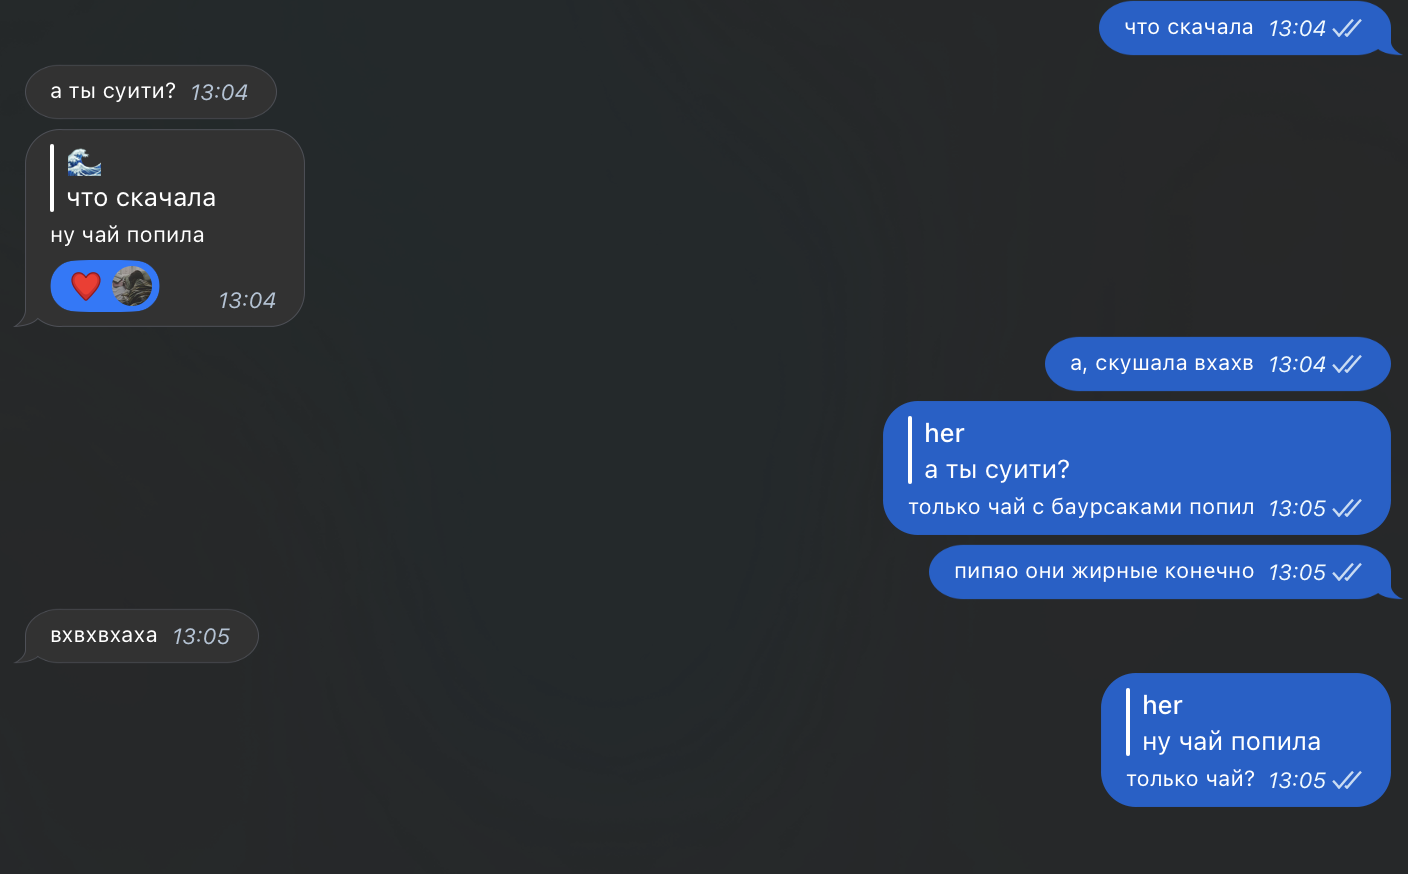 что скачала 13:04
а ты суити? 13:04
🌊
что скачала
ну чай попила
❤️ 13:04
а, скушала вхахв 13:04
her
а ты суити?
только чай с баурсаками попил 13:05
пипяо они жирные конечно 13:05
вхвхвхаха 13:05
her
ну чай попила
только чай? 13:05